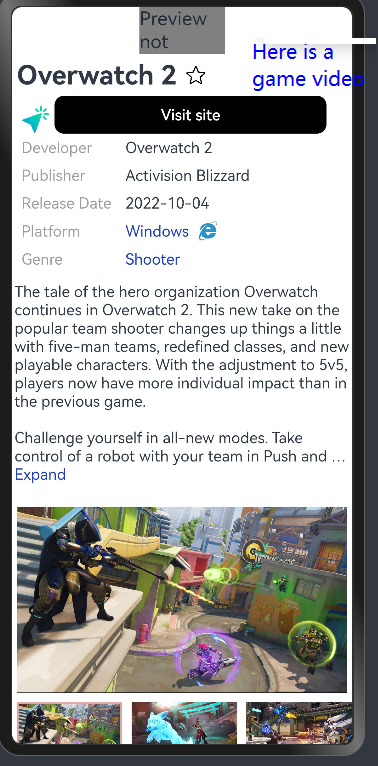 Preview
not
Here is a
game video
Overwatch 2
Visit site
Developer Overwatch 2
Publisher Activision Blizzard
Release Date 2022-10-04
Platform Windows
Genre Shooter
The tale of the hero organization Overwatch
continues in Overwatch 2. This new take on the
popular team shooter changes up things a little
with five-man teams, redefined classes, and new
playable characters. With the adjustment to 5v5,
players now have more individual impact than in
the previous game.
Challenge yourself in all-new modes. Take
control of a robot with your team in Push and ...
Expand